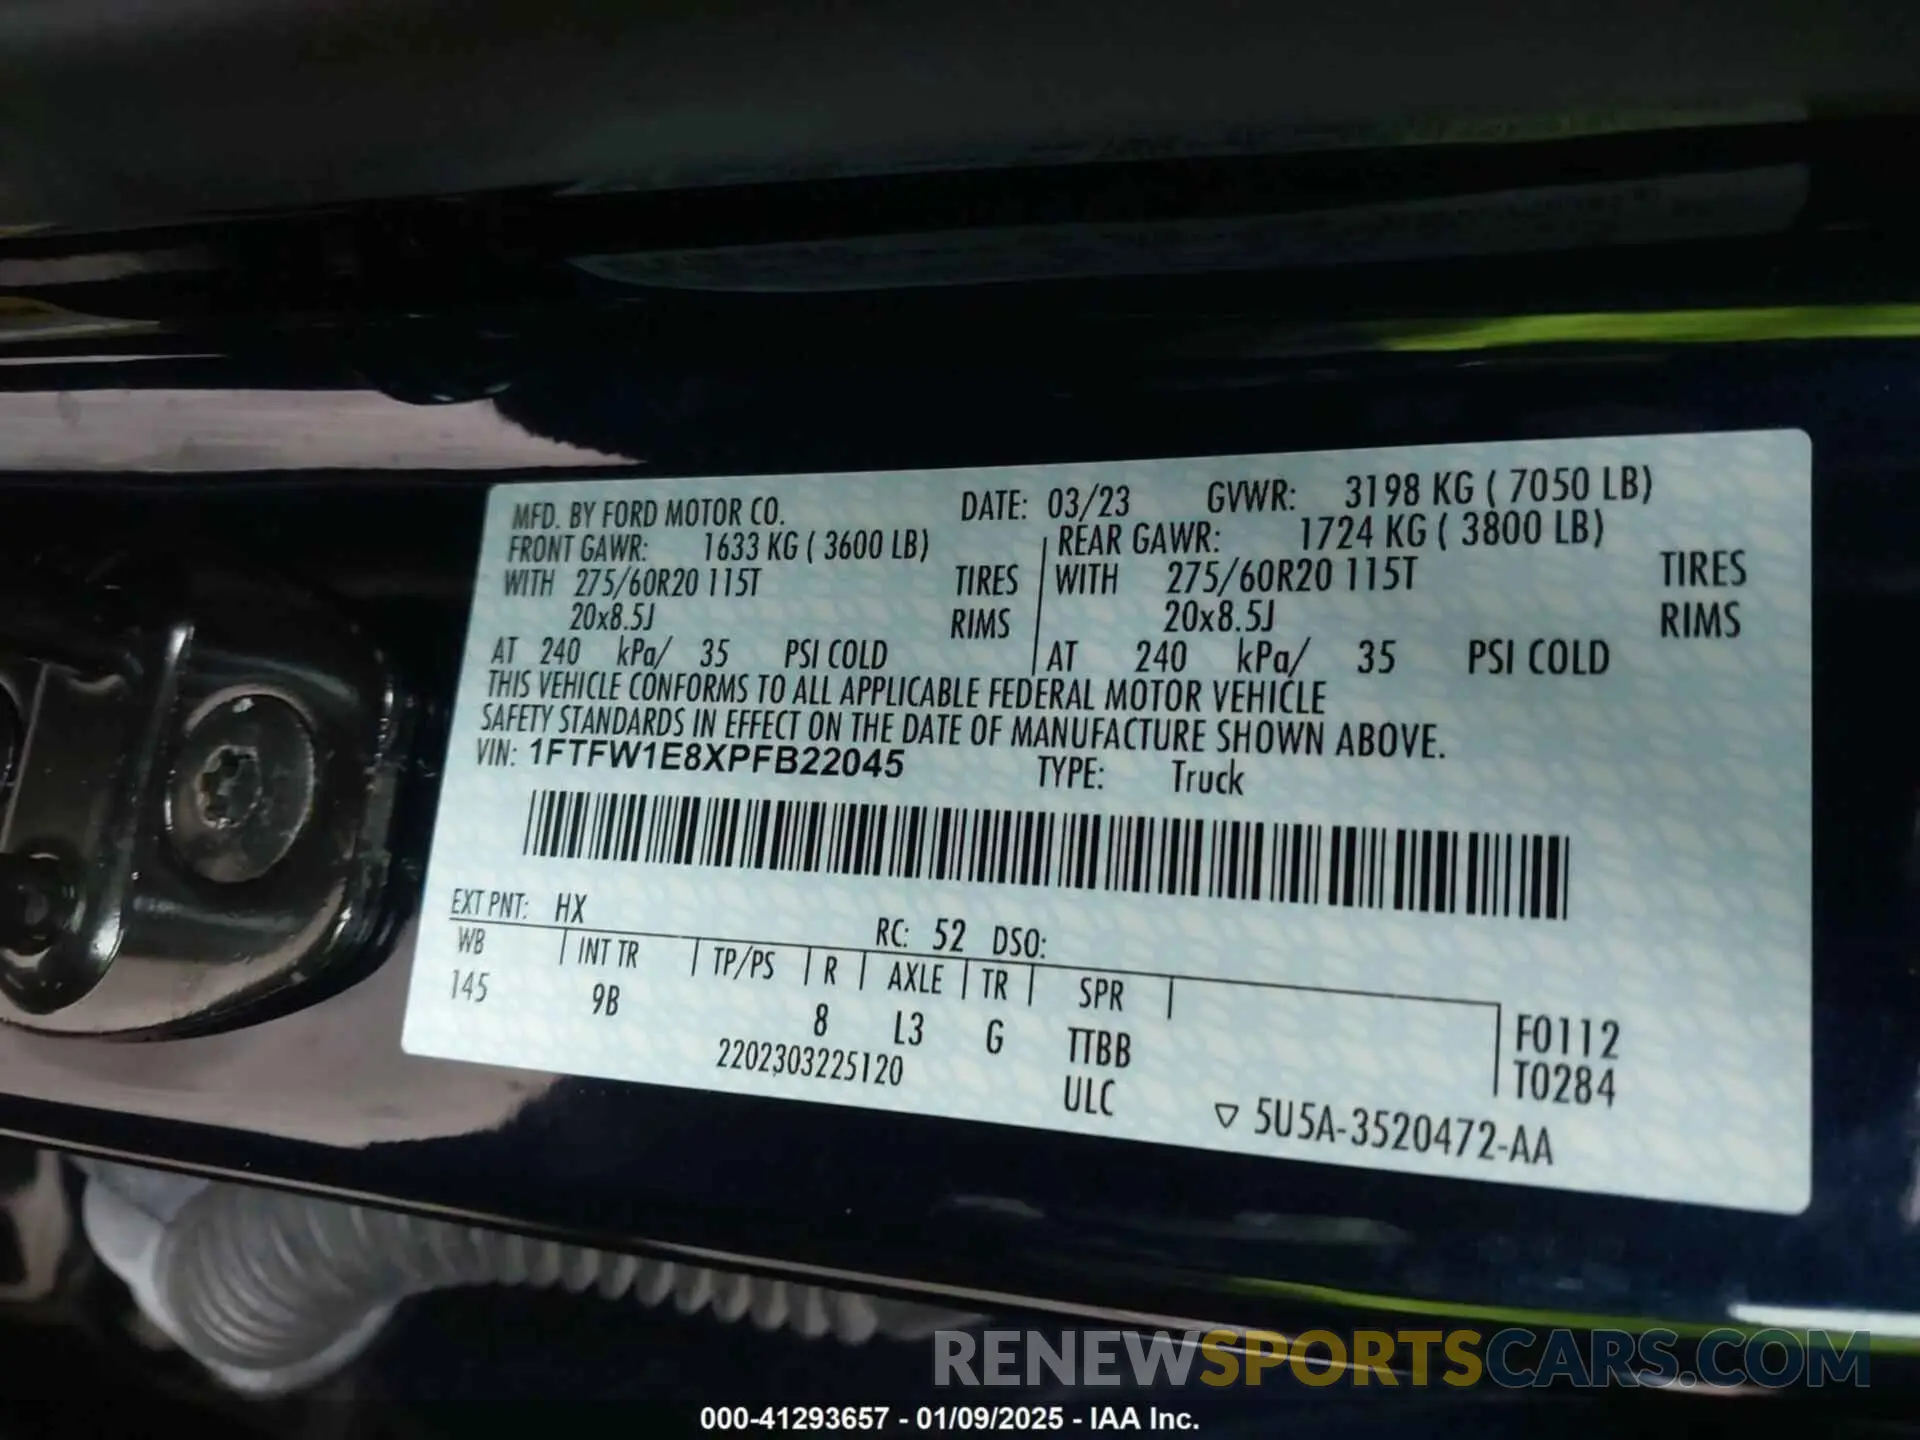 MFD. BY FORD MOTOR CO. DATE: 03/23 GVWR: 3198 KG ( 7050 LB)
FRONT GAWR: 1633 KG ( 3600 LB) REAR GAWR: 1724 KG ( 3800 LB)
WITH 275/60R20 115T TIRES WITH 275/60R20 115T TIRES
20x8.5J RIMS 20x8.5J RIMS
AT 240 kPa/ 35 PSI COLD AT 240 kPa/ 35 PSI COLD
THIS VEHICLE CONFORMS TO ALL APPLICABLE FEDERAL MOTOR VEHICLE
SAFETY STANDARDS IN EFFECT ON THE DATE OF MANUFACTURE SHOWN ABOVE.
VIN: 1FTFW1E8XPFB22045 TYPE: Truck
EXT PNT: HX RC: 52 DSO:
WB INT TR TP/PS R AXLE TR SPR
145 9B 8 L3 G TTBB F0112
2202303225120 ULC T0284
▽ 5U5A-3520472-AA
RENEWSPORTSCARS.COM
000-41293657 - 01/09/2025 - IAA Inc.